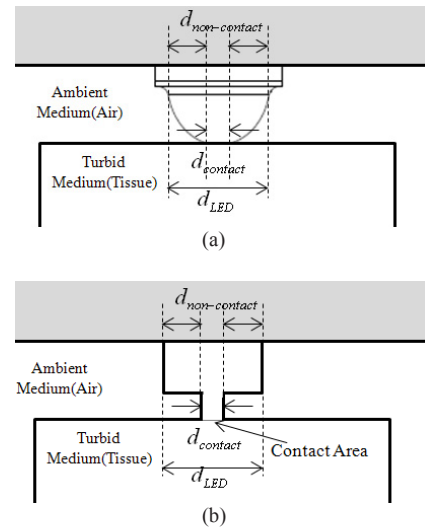 d_non-contact
Ambient
Medium(Air)
Turbid
Medium(Tissue)
d_contact
d_LED
(a)
d_non-contact
Ambient
Medium(Air)
Turbid
Medium(Tissue)
d_contact
Contact Area
d_LED
(b)